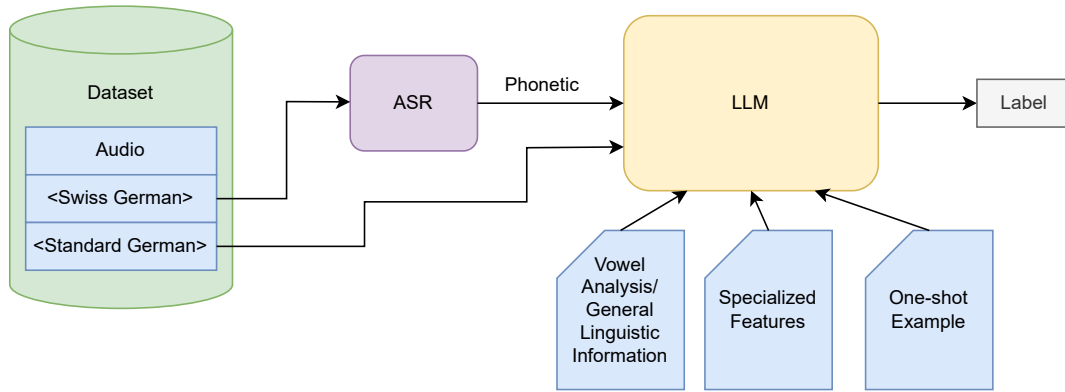 Dataset
Audio
<Swiss German>
<Standard German>
ASR
Phonetic
LLM
Label
Vowel
Analysis/
General
Linguistic
Information
Specialized
Features
One-shot
Example